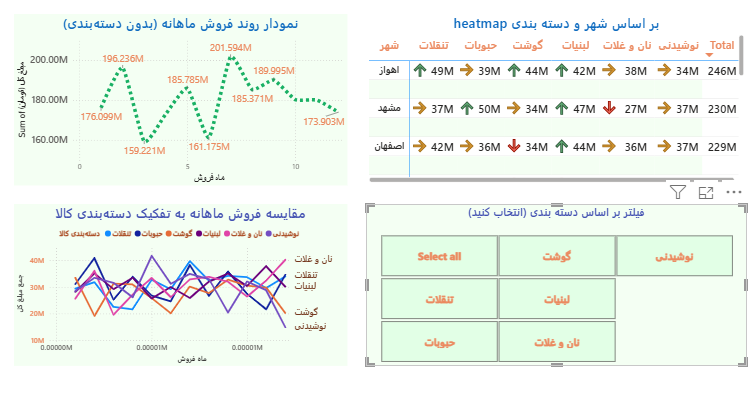 نمودار روند فروش ماهانه (بدون دسته‌بندی)
Sum of مبلغ کل (تومان)
200.00M
180.00M
160.00M
176.099M
196.236M
159.221M
185.785M
161.175M
201.594M
185.371M
189.995M
173.903M
0 5 10
ماه فروش
heatmap بر اساس شهر و دسته بندی
شهر تنقلات حبوبات گوشت لبنیات نان و غلات نوشیدنی Total
اهواز 49M 39M 44M 42M 38M 34M 246M
مشهد 37M 50M 34M 47M 27M 37M 230M
اصفهان 42M 36M 34M 44M 36M 37M 229M
مقایسه فروش ماهانه به تفکیک دسته‌بندی کالا
دسته‌بندی کالا تنقلات حبوبات گوشت لبنیات نان و غلات نوشیدنی
جمع مبلغ کل
40M
30M
20M
10M
نان و غلات
تنقلات
لبنیات
گوشت
نوشیدنی
0.00000M 0.00001M 0.00001M
ماه فروش
فیلتر بر اساس دسته بندی (انتخاب کنید)
Select all گوشت نوشیدنی
تنقلات لبنیات
حبوبات نان و غلات